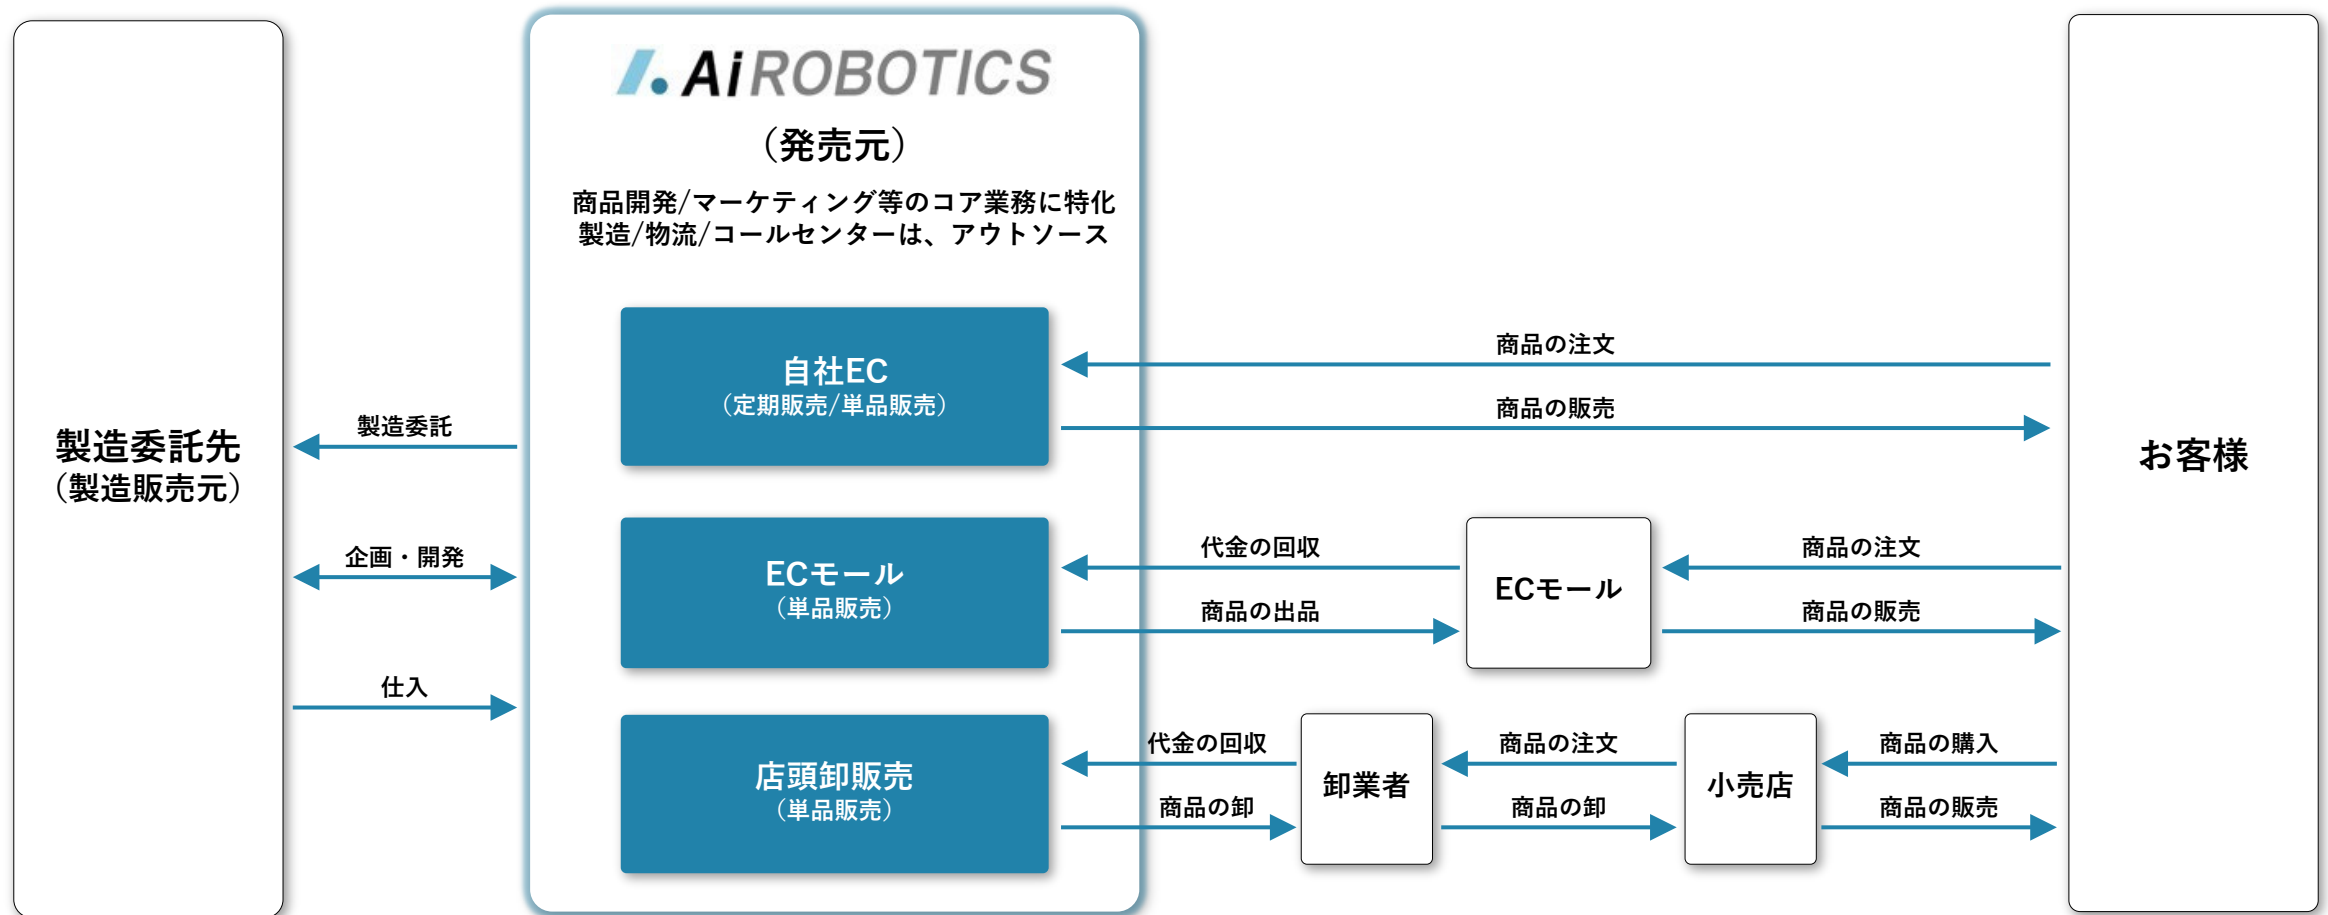 AiROBOTICS
（発売元）
商品開発/マーケティング等のコア業務に特化
製造/物流/コールセンターは、アウトソース
製造委託先
（製造販売元）
製造委託
企画・開発
仕入
自社EC
（定期販売/単品販売）
商品の注文
商品の販売
お客様
ECモール
（単品販売）
代金の回収
商品の出品
ECモール
商品の注文
商品の販売
店頭卸販売
（単品販売）
代金の回収
商品の卸
卸業者
商品の注文
商品の卸
小売店
商品の購入
商品の販売